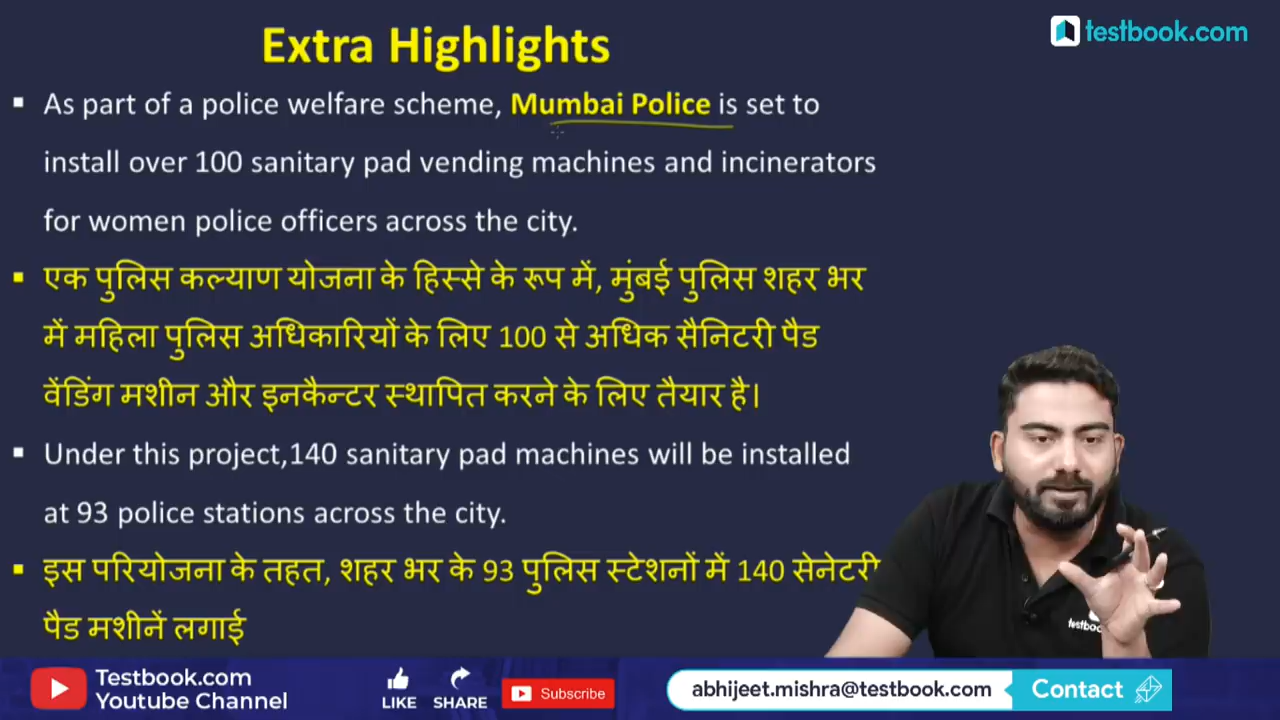 Extra Highlights
testbook.com
As part of a police welfare scheme, Mumbai Police is set to
install over 100 sanitary pad vending machines and incinerators
for women police officers across the city.
एक पुलिस कल्याण योजना के हिस्से के रूप में, मुंबई पुलिस शहर भर
में महिला पुलिस अधिकारियों के लिए 100 से अधिक सैनिटरी पैड
वेंडिंग मशीन और इनकैन्टर स्थापित करने के लिए तैयार है।
Under this project,140 sanitary pad machines will be installed
at 93 police stations across the city.
इस परियोजना के तहत, शहर भर के 93 पुलिस स्टेशनों में 140 सेनेटरी
पैड मशीनें लगाई
testboo
Testbook.com
Youtube Channel
LIKE
SHARE
Subscribe
abhijeet.mishra@testbook.com
Contact